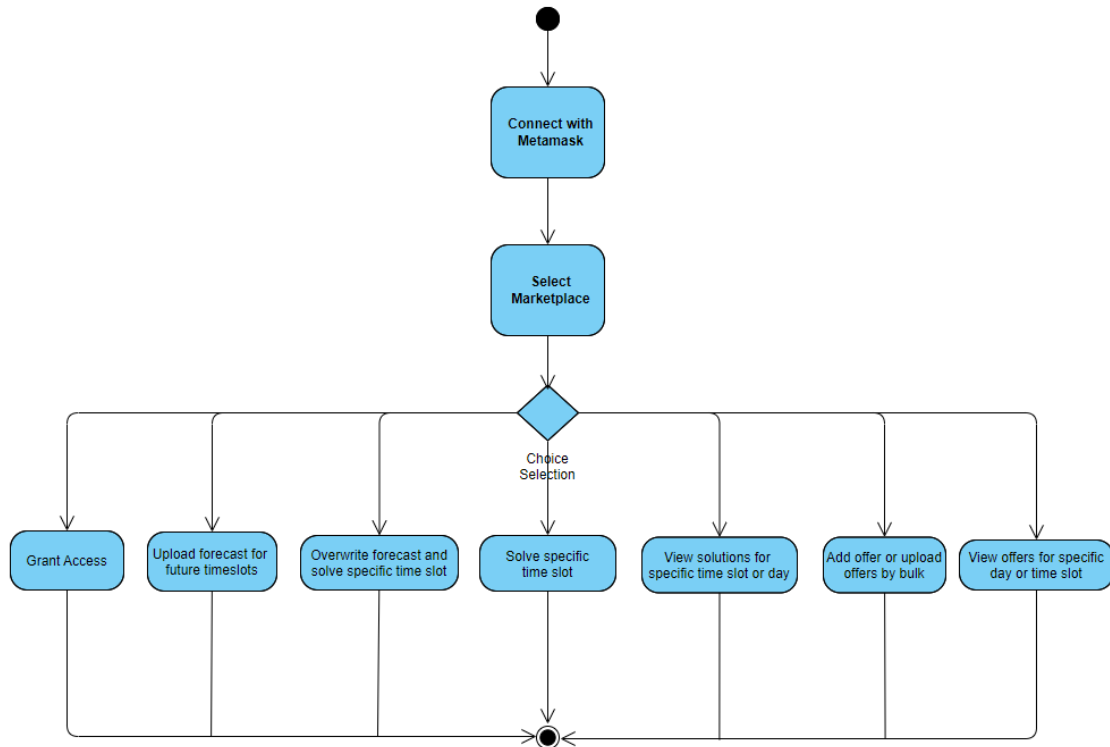 Connect with
Metamask
Select
Marketplace
Choice
Selection
Grant Access
Upload forecast for
future timeslots
Overwrite forecast and
solve specific time slot
Solve specific
time slot
View solutions for
specific time slot or day
Add offer or upload
offers by bulk
View offers for specific
day or time slot